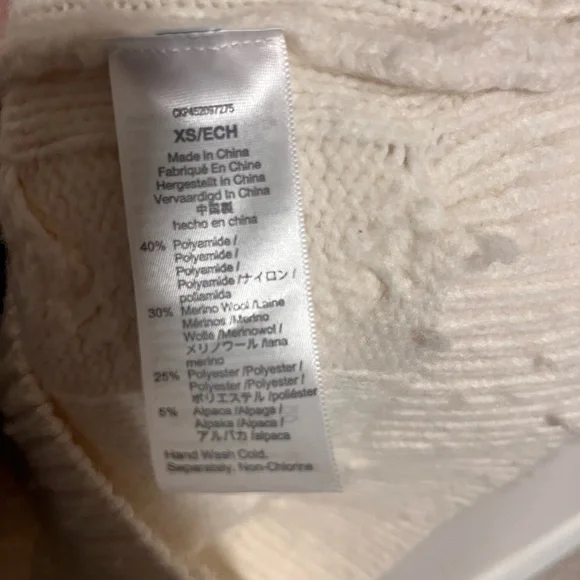 CKP452097275
XS/ECH
Made in China
Fabriqué En Chine
Hergestellt in China
Vervaardigd In China
中国製
hecho en china
40% Polyamide /
Polyamide /
Polyamide /
Polyamide /ナイロン /
poliamida
30% Merino Wool /Laine
Mérinos /Merino
Wolle /Merinowol /
メリノウール /lana
merino
25% Polyester /Polyester /
Polyester /Polyester /
ポリエステル /poliéster
5% Alpaca /Alpaga /
Alpaka /Alpaca /
アルパカ /alpaca
Hand Wash Cold.
Separately. Non-Chlorine